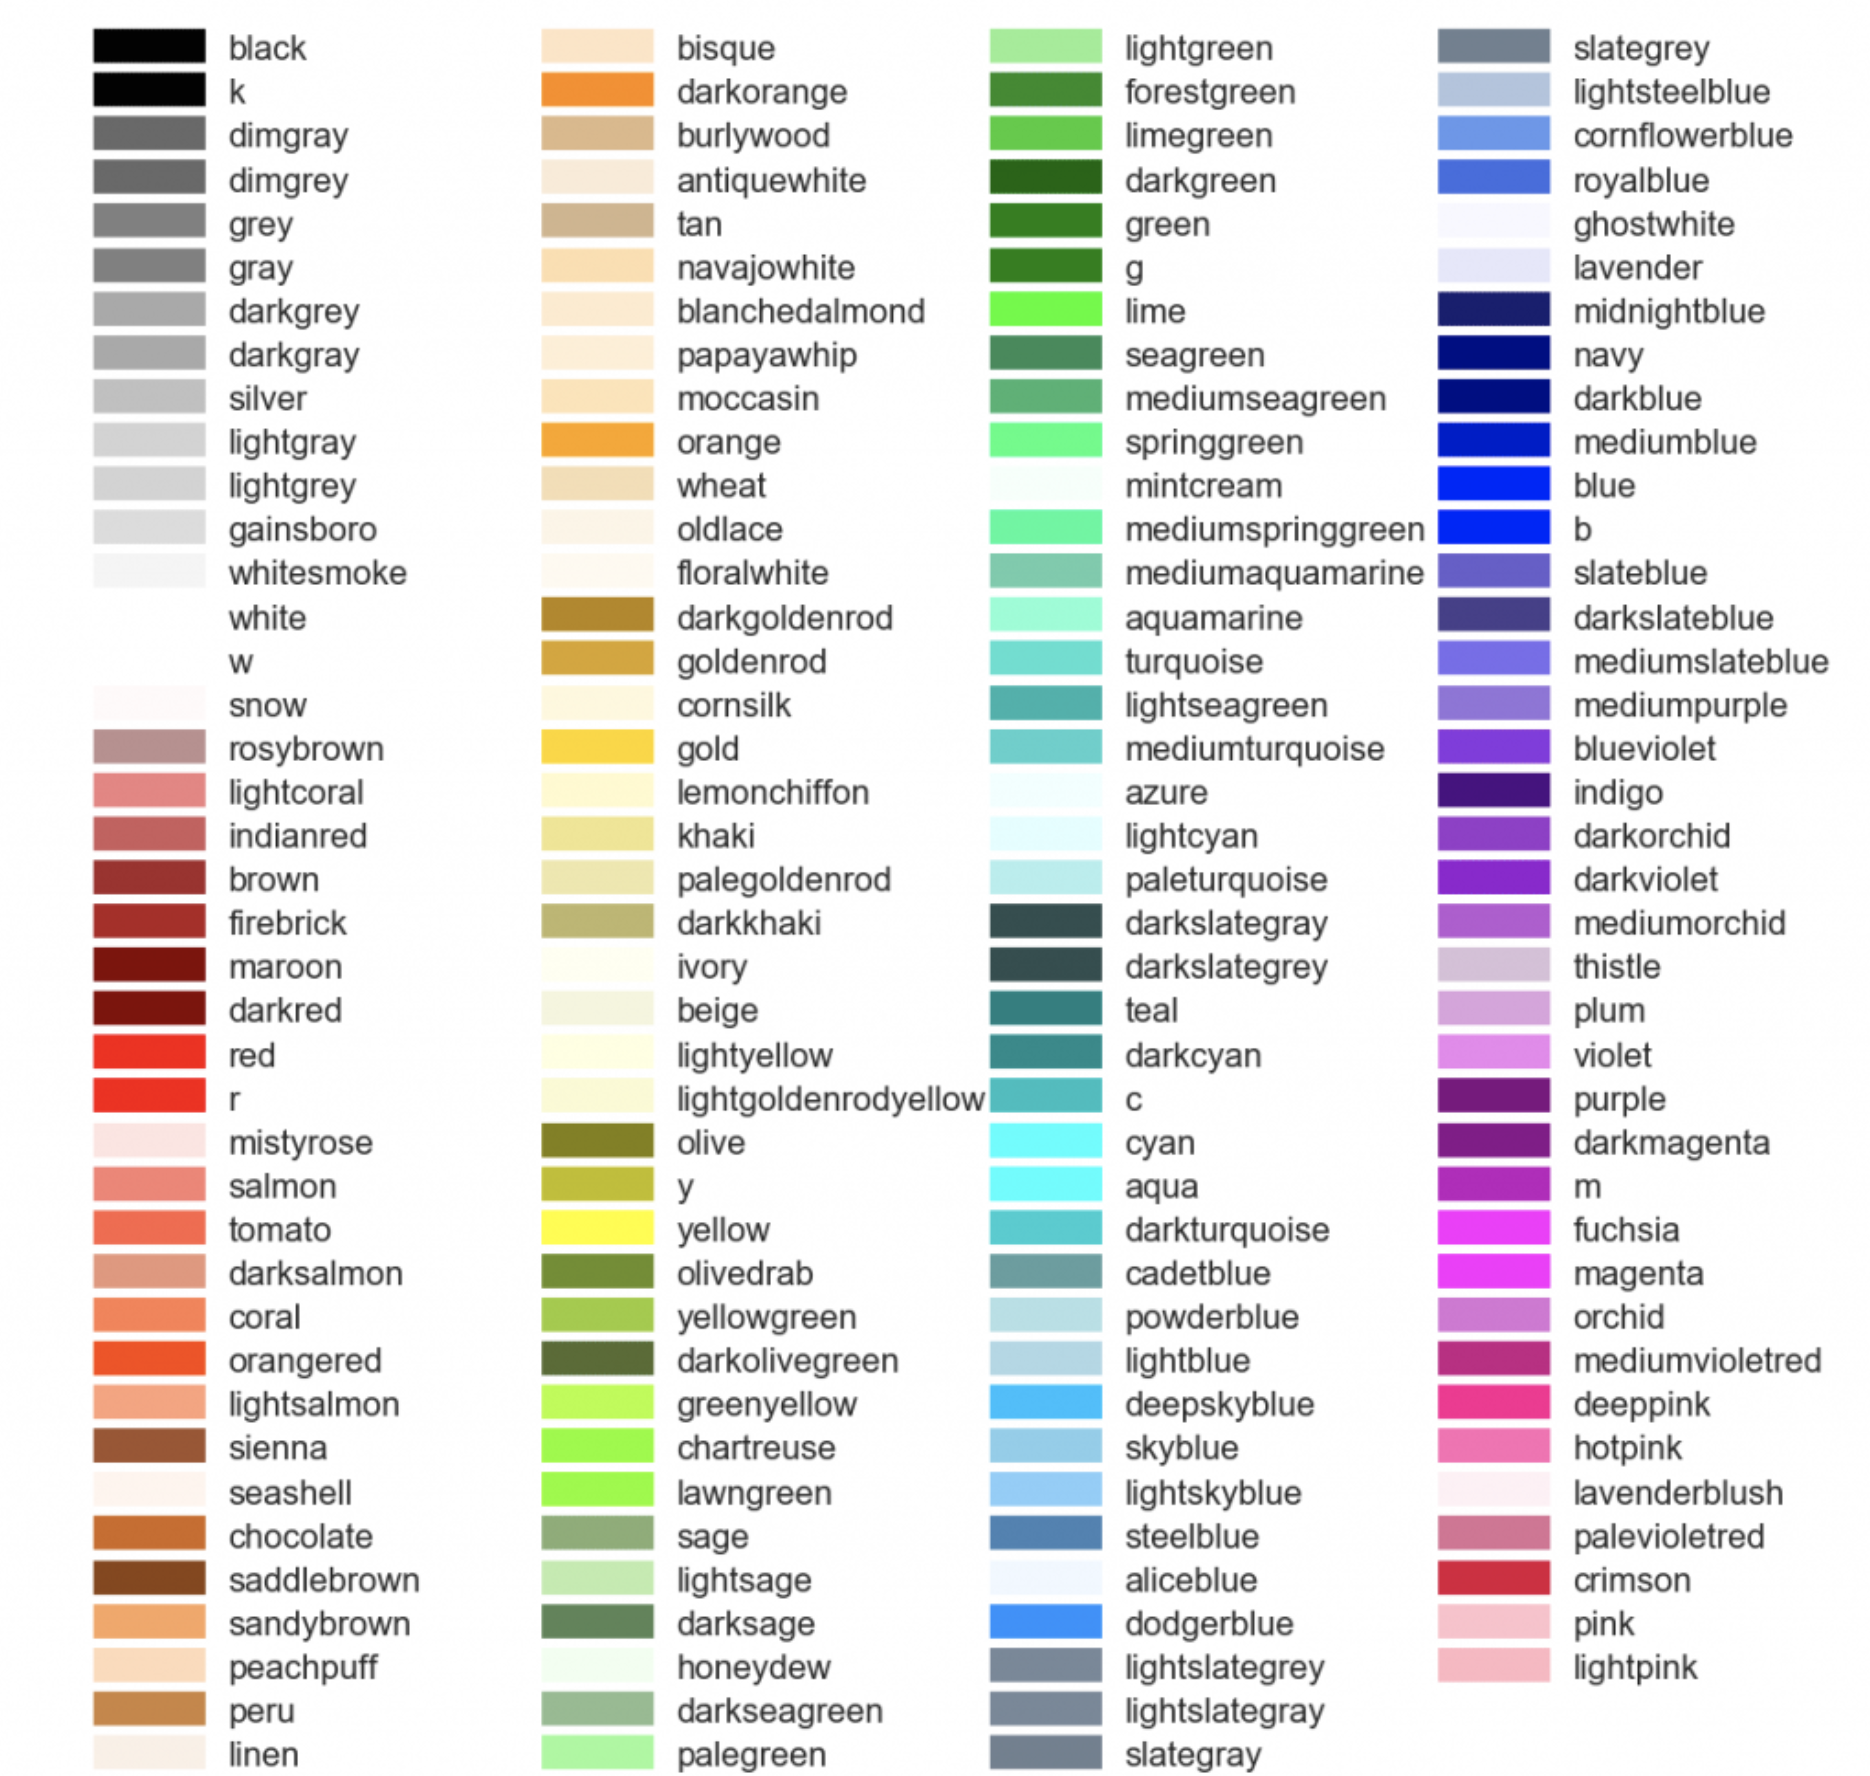 black
k
dimgray
dimgrey
grey
gray
darkgrey
darkgray
silver
lightgray
lightgrey
gainsboro
whitesmoke
white
w
snow
rosybrown
lightcoral
indianred
brown
firebrick
maroon
darkred
red
r
mistyrose
salmon
tomato
darksalmon
coral
orangered
lightsalmon
sienna
seashell
chocolate
saddlebrown
sandybrown
peachpuff
peru
linen
bisque
darkorange
burlywood
antiquewhite
tan
navajowhite
blanchedalmond
papayawhip
moccasin
orange
wheat
oldlace
floralwhite
darkgoldenrod
goldenrod
cornsilk
gold
lemonchiffon
khaki
palegoldenrod
darkkhaki
ivory
beige
lightyellow
lightgoldenrodyellow
olive
y
yellow
olivedrab
yellowgreen
darkolivegreen
greenyellow
chartreuse
lawngreen
sage
lightsage
darksage
honeydew
darkseagreen
palegreen
lightgreen
forestgreen
limegreen
darkgreen
green
g
lime
seagreen
mediumseagreen
springgreen
mintcream
mediumspringgreen
mediumaquamarine
aquamarine
turquoise
lightseagreen
mediumturquoise
azure
lightcyan
paleturquoise
darkslategray
darkslategrey
teal
darkcyan
c
cyan
aqua
darkturquoise
cadetblue
powderblue
lightblue
deepskyblue
skyblue
lightskyblue
steelblue
aliceblue
dodgerblue
lightslategrey
lightslategray
slategray
slategrey
lightsteelblue
cornflowerblue
royalblue
ghostwhite
lavender
midnightblue
navy
darkblue
mediumblue
blue
b
slateblue
darkslateblue
mediumslateblue
mediumpurple
blueviolet
indigo
darkorchid
darkviolet
mediumorchid
thistle
plum
violet
purple
darkmagenta
m
fuchsia
magenta
orchid
mediumvioletred
deeppink
hotpink
lavenderblush
palevioletred
crimson
pink
lightpink